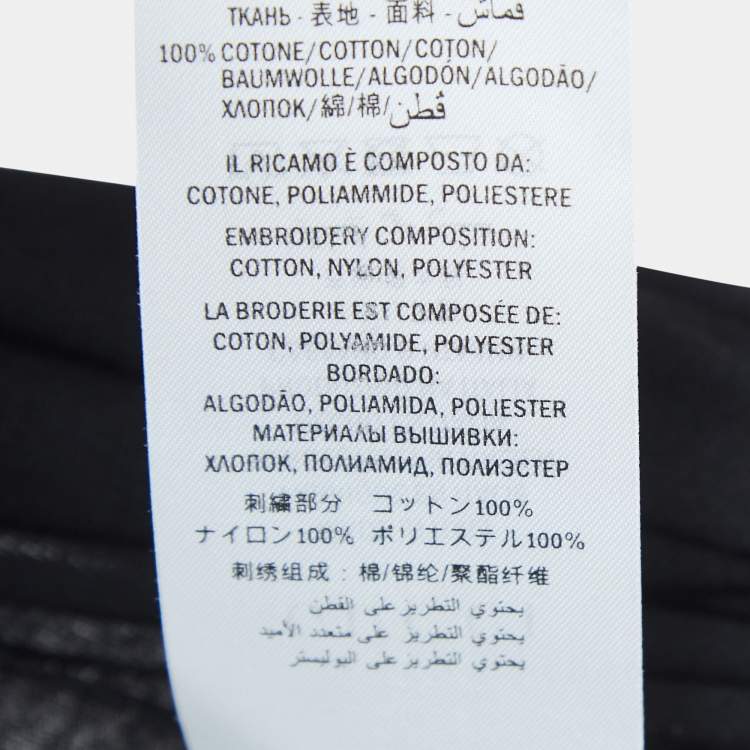 ТКАНЬ - 表地 - 面料 - قماش
100% COTONE/COTTON/COTON/
BAUMWOLLE/ALGODÓN/ALGODÃO/
ХЛОПОК/綿/棉/قطن
IL RICAMO È COMPOSTO DA:
COTONE, POLIAMMIDE, POLIESTERE
EMBROIDERY COMPOSITION:
COTTON, NYLON, POLYESTER
LA BRODERIE EST COMPOSÉE DE:
COTON, POLYAMIDE, POLYESTER
BORDADO:
ALGODÃO, POLIAMIDA, POLIESTER
МАТЕРИАЛЫ ВЫШИВКИ:
ХЛОПОК, ПОЛИАМИД, ПОЛИЭСТЕР
刺繍部分 コットン100%
ナイロン100% ポリエステル100%
刺绣组成：棉/锦纶/聚酯纤维
يحتوي التطريز على القطن
يحتوي التطريز على متعدد الأميد
يحتوي التطريز على البوليستر